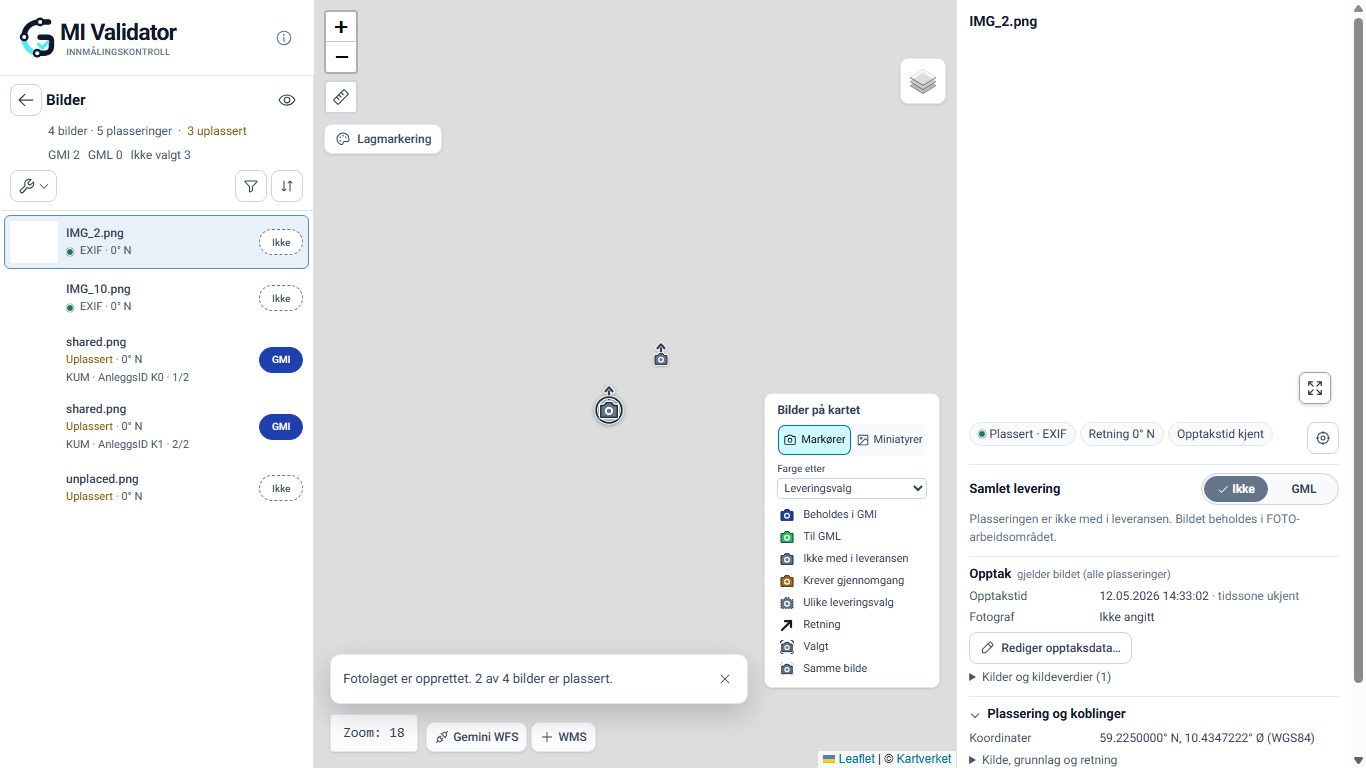 MI Validator
INNMÅLINGSKONTROLL
Bilder
4 bilder · 5 plasseringer · 3 uplassert
GMI 2 GML 0 Ikke valgt 3
IMG_2.png
EXIF · 0° N
Ikke
IMG_10.png
EXIF · 0° N
Ikke
shared.png
Uplassert · 0° N
KUM · AnleggsID K0 · 1/2
GMI
shared.png
Uplassert · 0° N
KUM · AnleggsID K1 · 2/2
GMI
unplaced.png
Uplassert · 0° N
Ikke
+
−
Lagmarkering
Bilder på kartet
Markører
Miniatyrer
Farge etter
Leveringsvalg
Beholdes i GMI
Til GML
Ikke med i leveransen
Krever gjennomgang
Ulike leveringsvalg
Retning
Valgt
Samme bilde
Fotolaget er opprettet. 2 av 4 bilder er plassert.
Zoom: 18
Gemini WFS
WMS
Leaflet | © Kartverket
IMG_2.png
Plassert · EXIF
Retning 0° N
Opptakstid kjent
Samlet levering
Ikke
GML
Plasseringen er ikke med i leveransen. Bildet beholdes i FOTO-
arbeidsområdet.
Opptak gjelder bildet (alle plasseringer)
Opptakstid 12.05.2026 14:33:02 · tidssone ukjent
Fotograf Ikke angitt
Rediger opptaksdata...
Kilder og kildeverdier (1)
Plassering og koblinger
Koordinater 59.2250000° N, 10.4347222° Ø (WGS84)
Kilde, grunnlag og retning